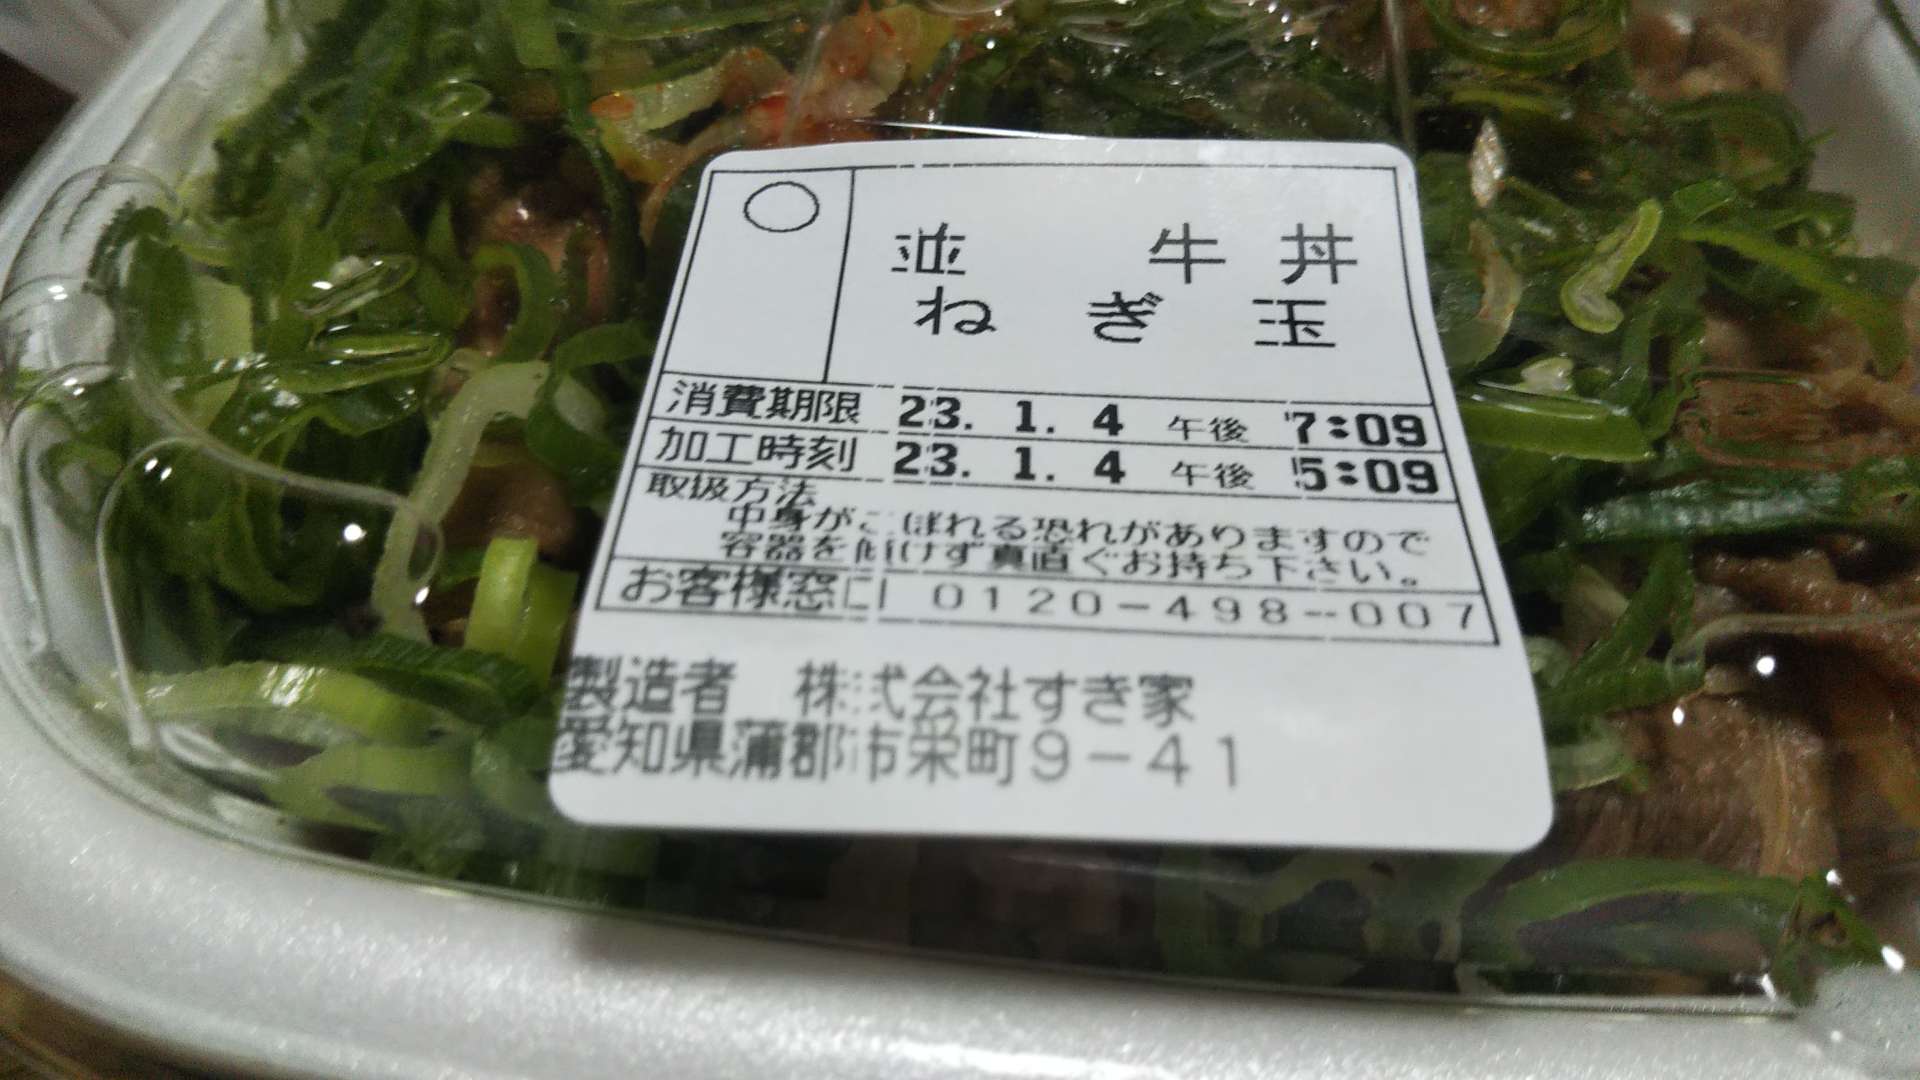 並 牛丼
ねぎ玉
消費期限 23. 1. 4 午後 7:09
加工時刻 23. 1. 4 午後 5:09
取扱方法
中身がこぼれる恐れがありますので
容器を傾けず真直ぐお持ち下さい。
お客様窓口 0120-498-007
製造者 株式会社すき家
愛知県蒲郡市栄町9-41